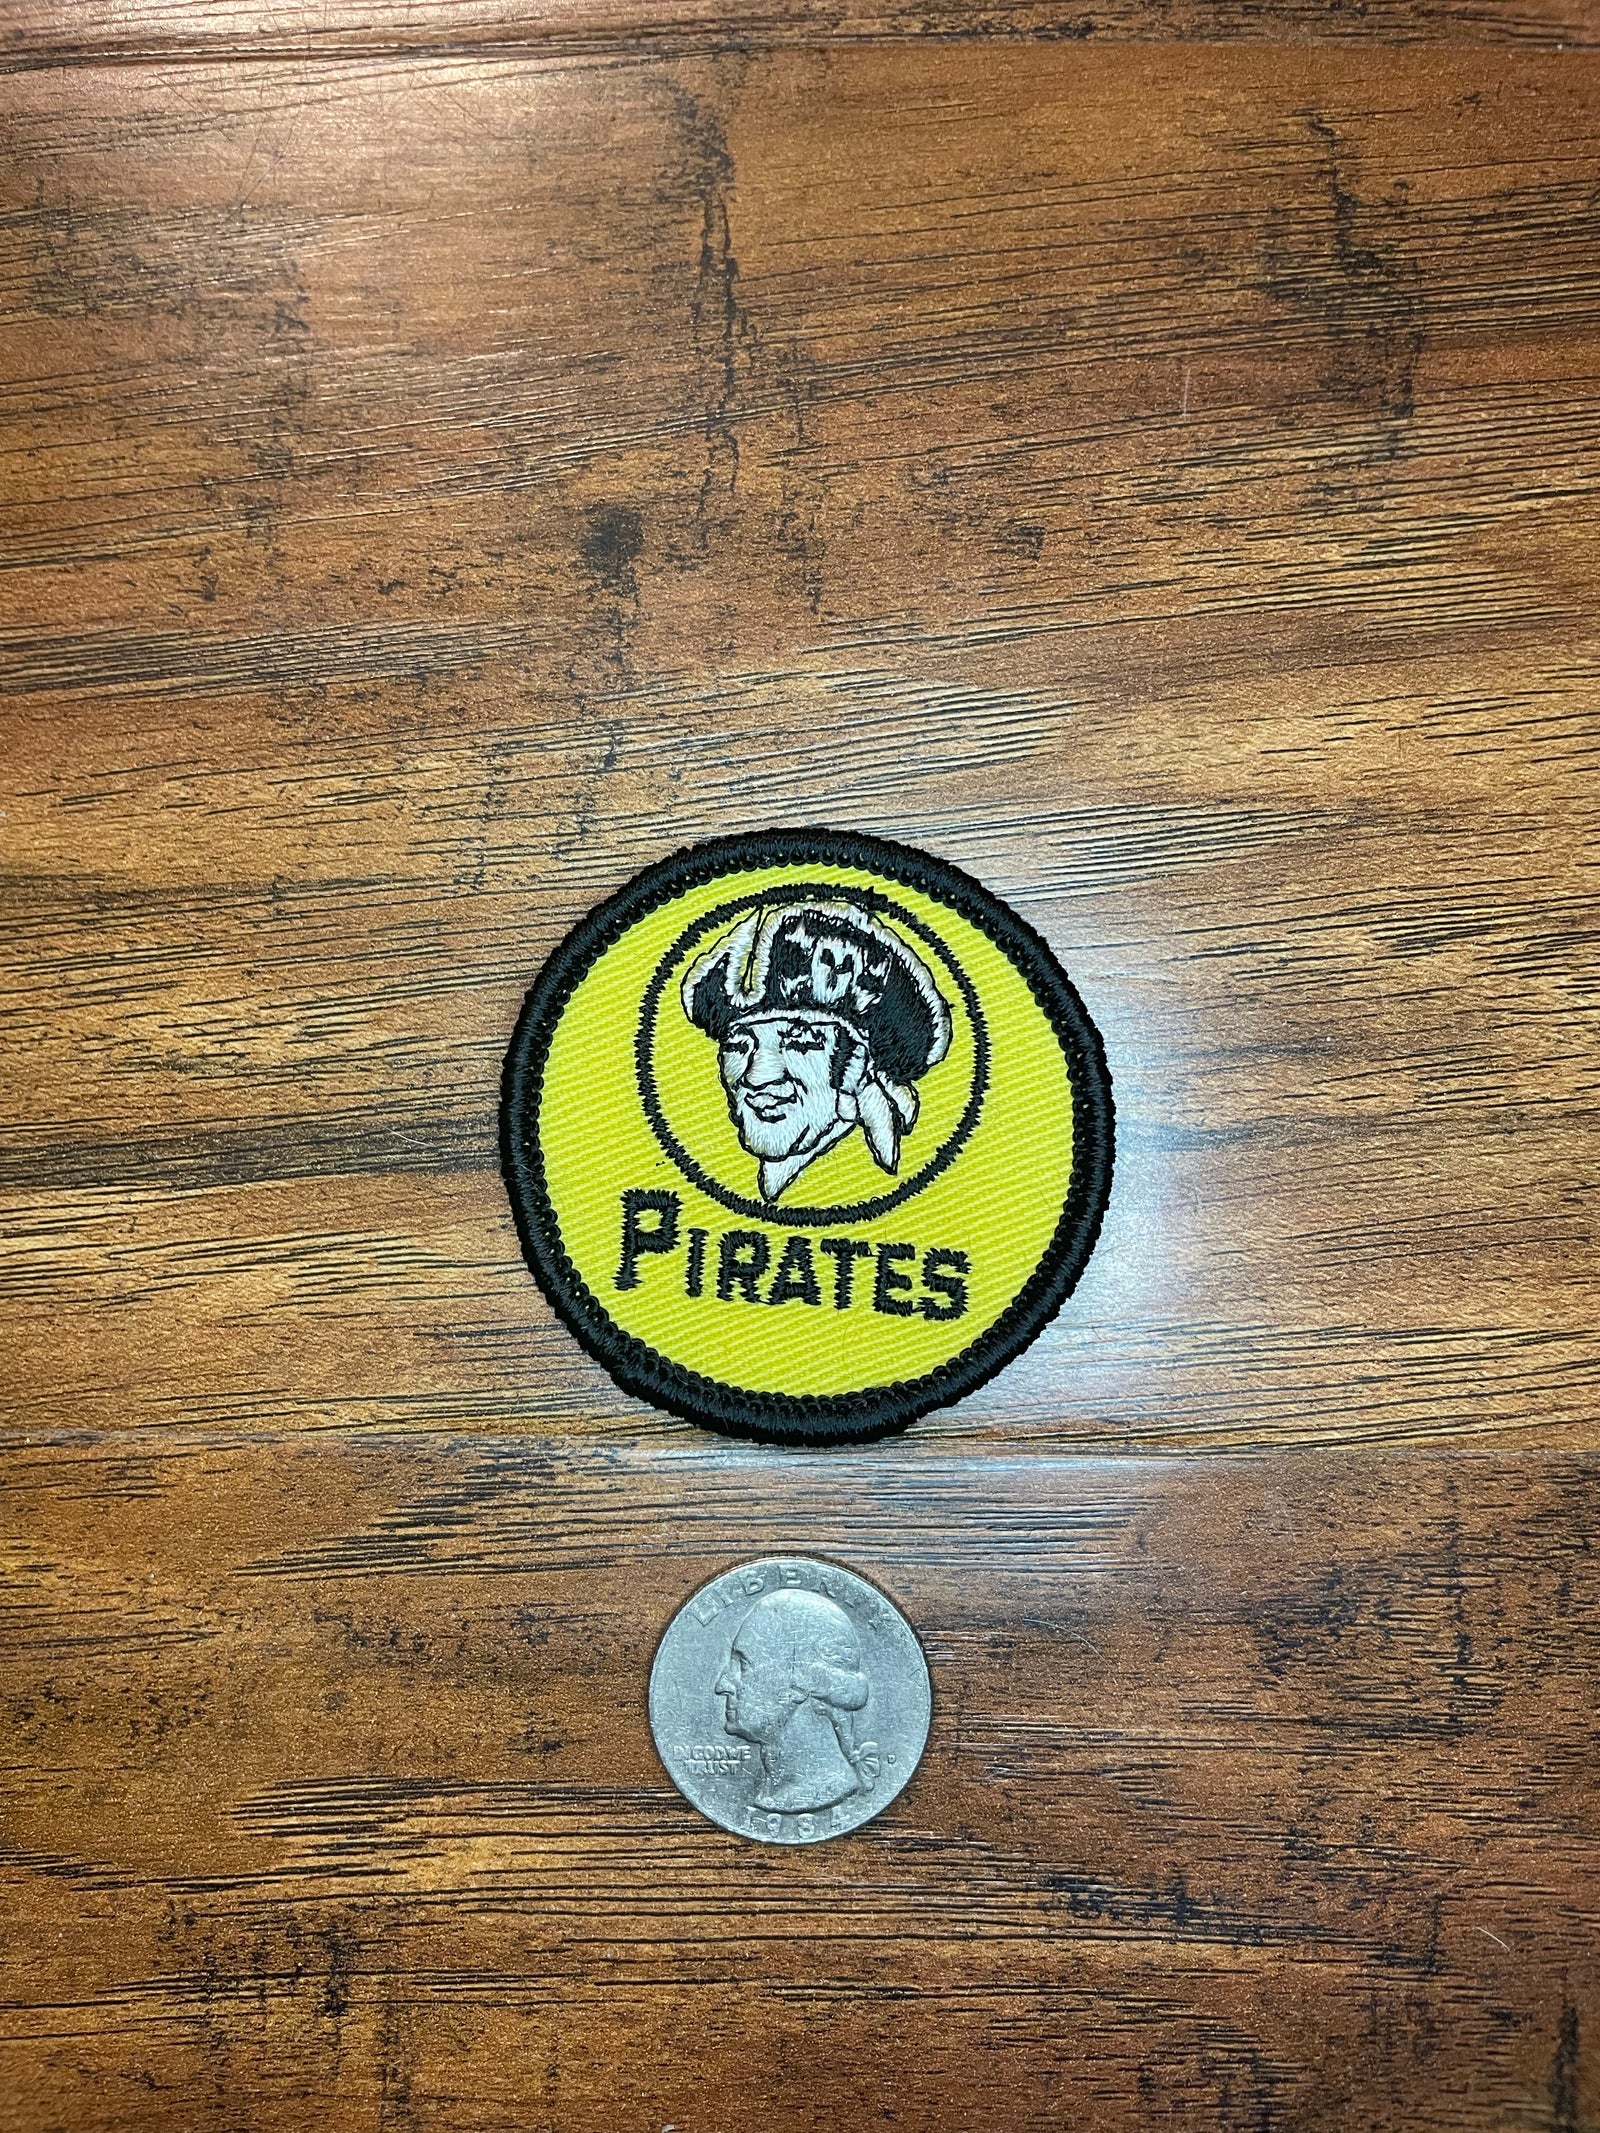 PIRATES
LIBERTY
IN GOD WE
TRUST
D
1984